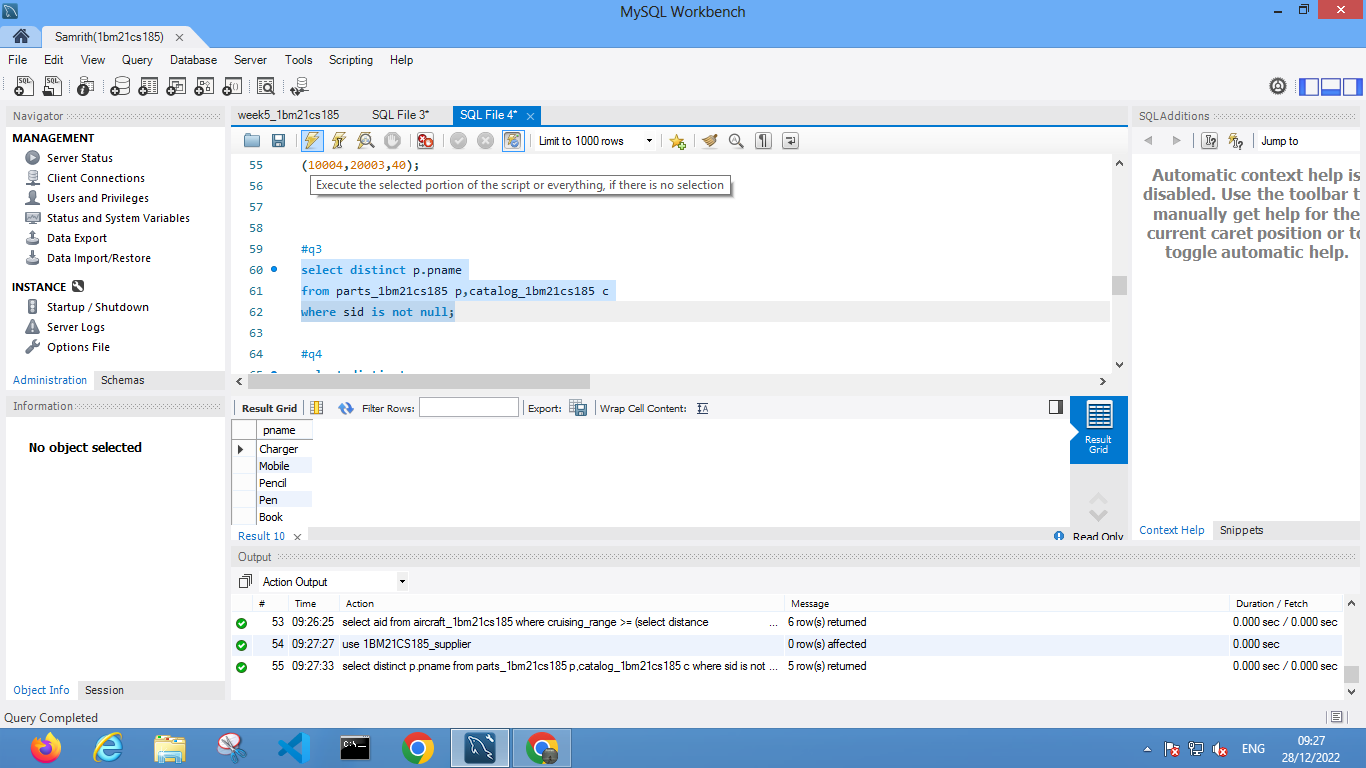 MySQL Workbench
Samrith(1bm21cs185)
File Edit View Query Database Server Tools Scripting Help
Navigator
MANAGEMENT
Server Status
Client Connections
Users and Privileges
Status and System Variables
Data Export
Data Import/Restore
INSTANCE
Startup / Shutdown
Server Logs
Options File
Administration Schemas
Information
No object selected
Object Info Session
week5_1bm21cs185 SQL File 3* SQL File 4*
Limit to 1000 rows
55 (10004,20003,40);
56
Execute the selected portion of the script or everything, if there is no selection
57
58
59 #q3
60 select distinct p.pname
61 from parts_1bm21cs185 p,catalog_1bm21cs185 c
62 where sid is not null;
63
64 #q4
Result Grid Filter Rows: Export: Wrap Cell Content:
pname
Charger
Mobile
Pencil
Pen
Book
Result Grid
Result 10
Read Only
SQLAdditions
Jump to
Automatic context help is
disabled. Use the toolbar t
manually get help for the
current caret position or to
toggle automatic help.
Context Help Snippets
Output
Action Output
# Time Action Message Duration / Fetch
53 09:26:25 select aid from aircraft_1bm21cs185 where cruising_range >= (select distance ... 6 row(s) returned 0.000 sec / 0.000 sec
54 09:27:27 use 1BM21CS185_supplier 0 row(s) affected 0.000 sec
55 09:27:33 select distinct p.pname from parts_1bm21cs185 p,catalog_1bm21cs185 c where sid is not ... 5 row(s) returned 0.000 sec / 0.000 sec
Query Completed
ENG
09:27
28/12/2022